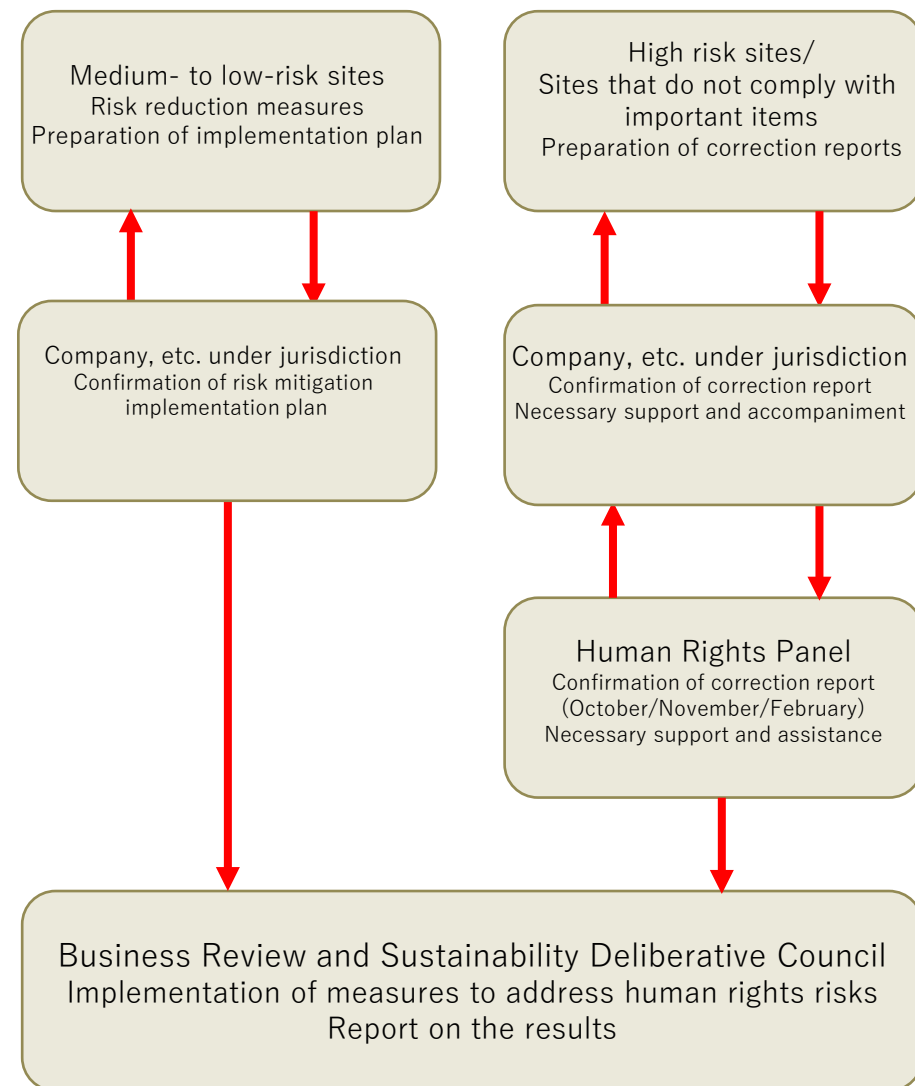 Medium- to low-risk sites
Risk reduction measures
Preparation of implementation plan
High risk sites/
Sites that do not comply with
important items
Preparation of correction reports
Company, etc. under jurisdiction
Confirmation of risk mitigation
implementation plan
Company, etc. under jurisdiction
Confirmation of correction report
Necessary support and accompaniment
Human Rights Panel
Confirmation of correction report
(October/November/February)
Necessary support and assistance
Business Review and Sustainability Deliberative Council
Implementation of measures to address human rights risks
Report on the results